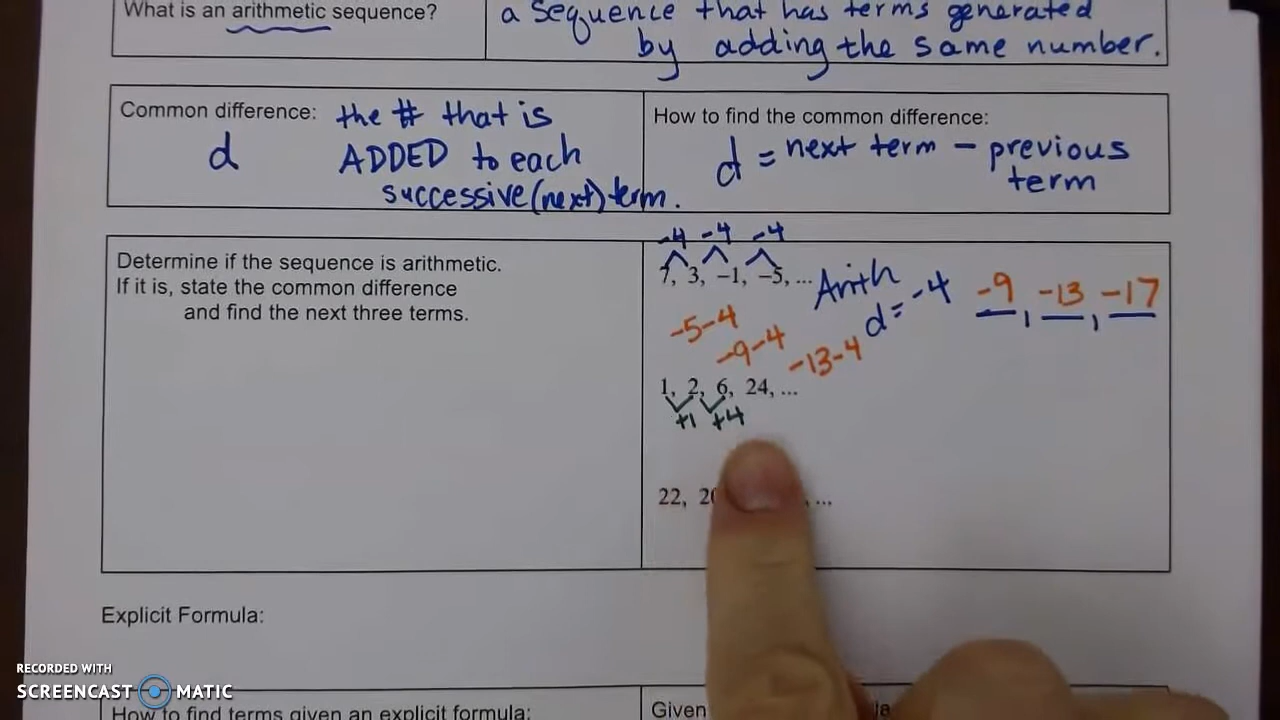 What is an arithmetic sequence?
a sequence that has terms generated
by adding the same number.
Common difference:
d
the # that is
ADDED to each
successive (next) term.
How to find the common difference:
d = next term - previous
term
Determine if the sequence is arithmetic.
If it is, state the common difference
and find the next three terms.
-4 -4 -4
7, 3, −1, −5, ...
Arith
d = -4
-9, -13, -17
-5-4
-9-4
-13-4
1, 2, 6, 24, ...
+1 +4
22, ...
Explicit Formula:
RECORDED WITH
SCREENCAST MATIC
How to find terms given an explicit formula:
Given